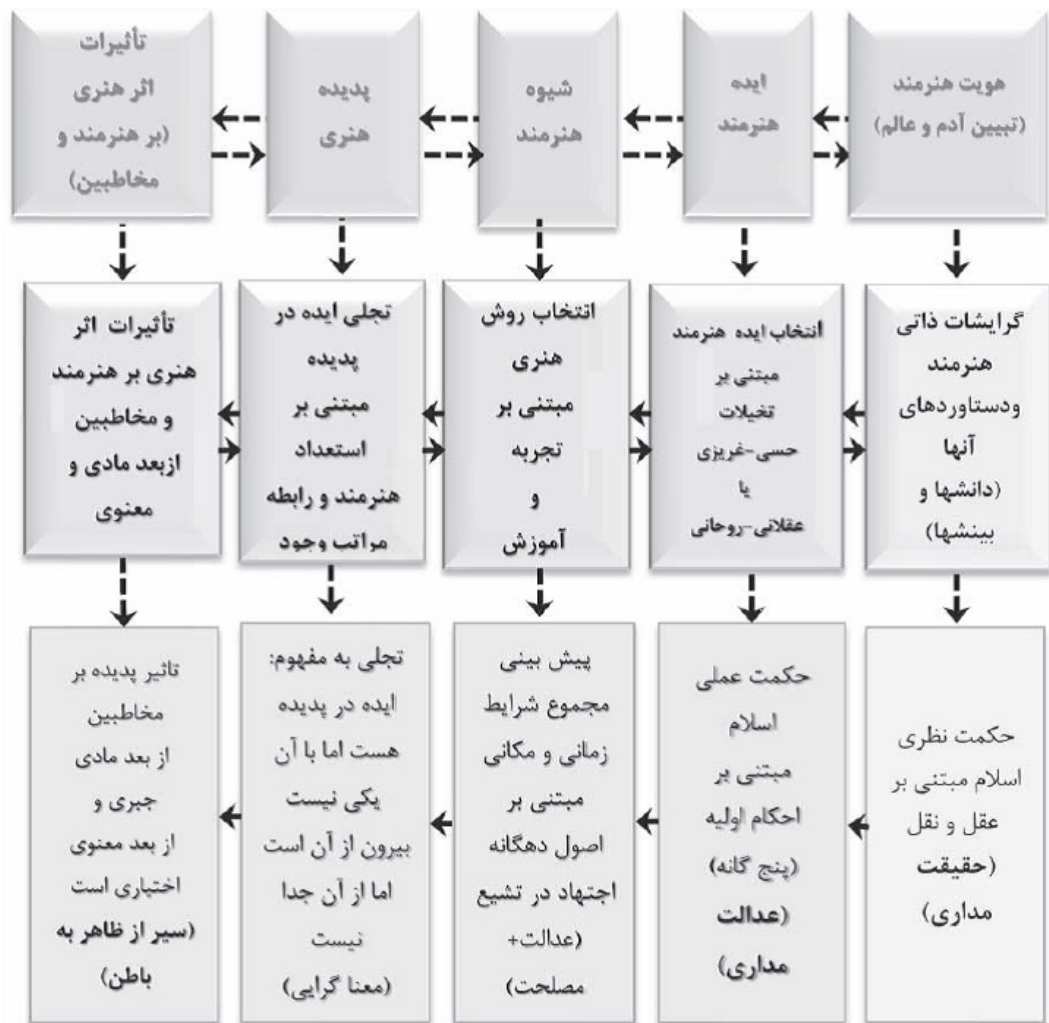 هویت هنرمند
(تبیین آدم و عالم)
ایده
هنرمند
شیوه
هنرمند
پدیده
هنری
تأثیرات
اثر هنری
(بر هنرمند و
مخاطبین)
گرایشات ذاتی
هنرمند
ودستاوردهای
آنها
(دانشها و
بینشها)
انتخاب ایده هنرمند
مبتنی بر
تخیلات
حسی-غریزی
یا
عقلانی-روحانی
انتخاب روش
هنری
مبتنی بر
تجربه
و
آموزش
تجلی ایده در
پدیده
مبتنی بر
استعداد
هنرمند و رابطه
مراتب وجود
تأثیرات اثر
هنری بر هنرمند
و مخاطبین
ازبعد مادی و
معنوی
حکمت نظری
اسلام مبتنی بر
عقل و نقل
(حقیقت
مداری)
حکمت عملی
اسلام
مبتنی بر
احکام اولیه
(پنج گانه)
(عدالت
مداری)
پیش بینی
مجموع شرایط
زمانی و مکانی
مبتنی بر
اصول دهگانه
اجتهاد در تشیع
(عدالت+
مصلحت)
تجلی به مفهوم:
ایده در پدیده
هست اما با آن
یکی نیست
بیرون از آن است
اما از آن جدا
نیست
(معنا گرایی)
تاثیر پدیده بر
مخاطبین
از بعد مادی
جبری و
از بعد معنوی
اختیاری است
(سیر از ظاهر به
باطن)